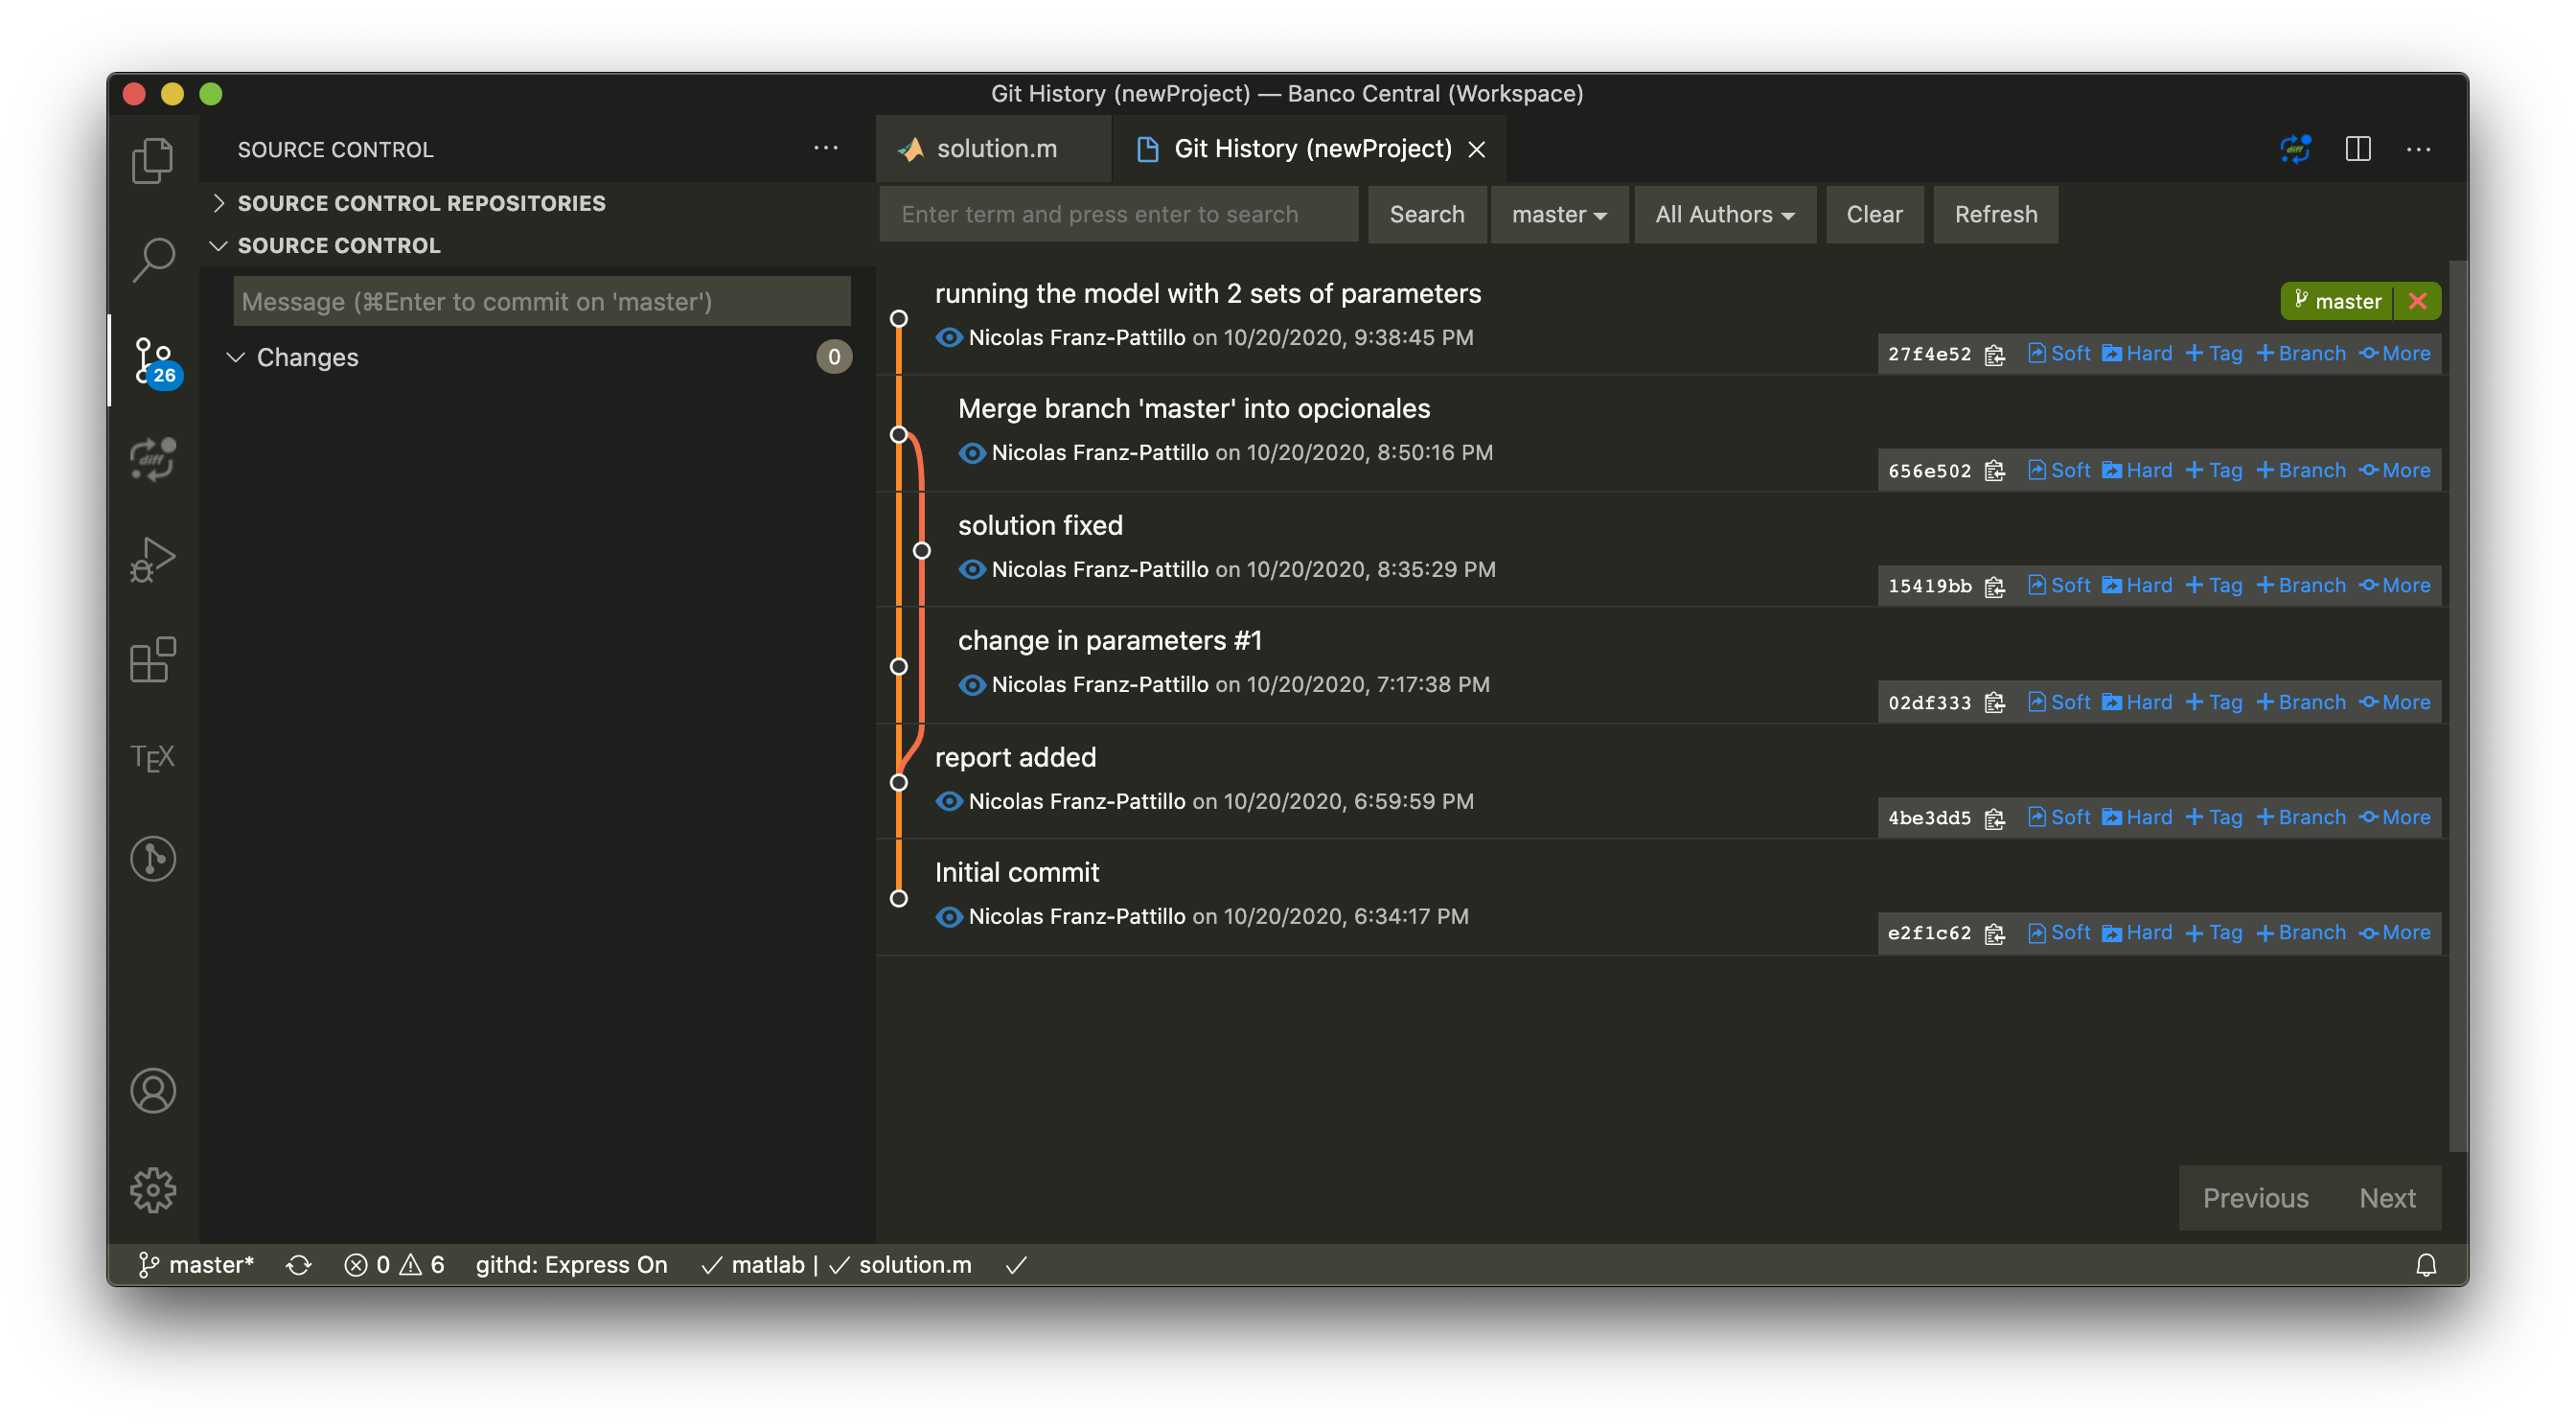 Git History (newProject) — Banco Central (Workspace)
SOURCE CONTROL
solution.m
Git History (newProject)
SOURCE CONTROL REPOSITORIES
SOURCE CONTROL
Message (⌘Enter to commit on 'master')
Changes 0
26
diff
TEX
diff
Enter term and press enter to search Search master All Authors Clear Refresh
running the model with 2 sets of parameters
master
Nicolas Franz-Pattillo on 10/20/2020, 9:38:45 PM
27f4e52 Soft Hard + Tag + Branch More
Merge branch 'master' into opcionales
Nicolas Franz-Pattillo on 10/20/2020, 8:50:16 PM
656e502 Soft Hard + Tag + Branch More
solution fixed
Nicolas Franz-Pattillo on 10/20/2020, 8:35:29 PM
15419bb Soft Hard + Tag + Branch More
change in parameters #1
Nicolas Franz-Pattillo on 10/20/2020, 7:17:38 PM
02df333 Soft Hard + Tag + Branch More
report added
Nicolas Franz-Pattillo on 10/20/2020, 6:59:59 PM
4be3dd5 Soft Hard + Tag + Branch More
Initial commit
Nicolas Franz-Pattillo on 10/20/2020, 6:34:17 PM
e2f1c62 Soft Hard + Tag + Branch More
Previous Next
master* 0 6 githd: Express On ✓ matlab | ✓ solution.m ✓